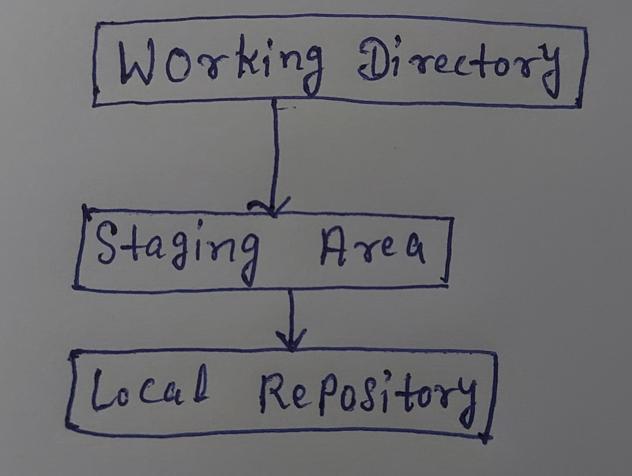 Working Directory
Staging Area
Local Repository